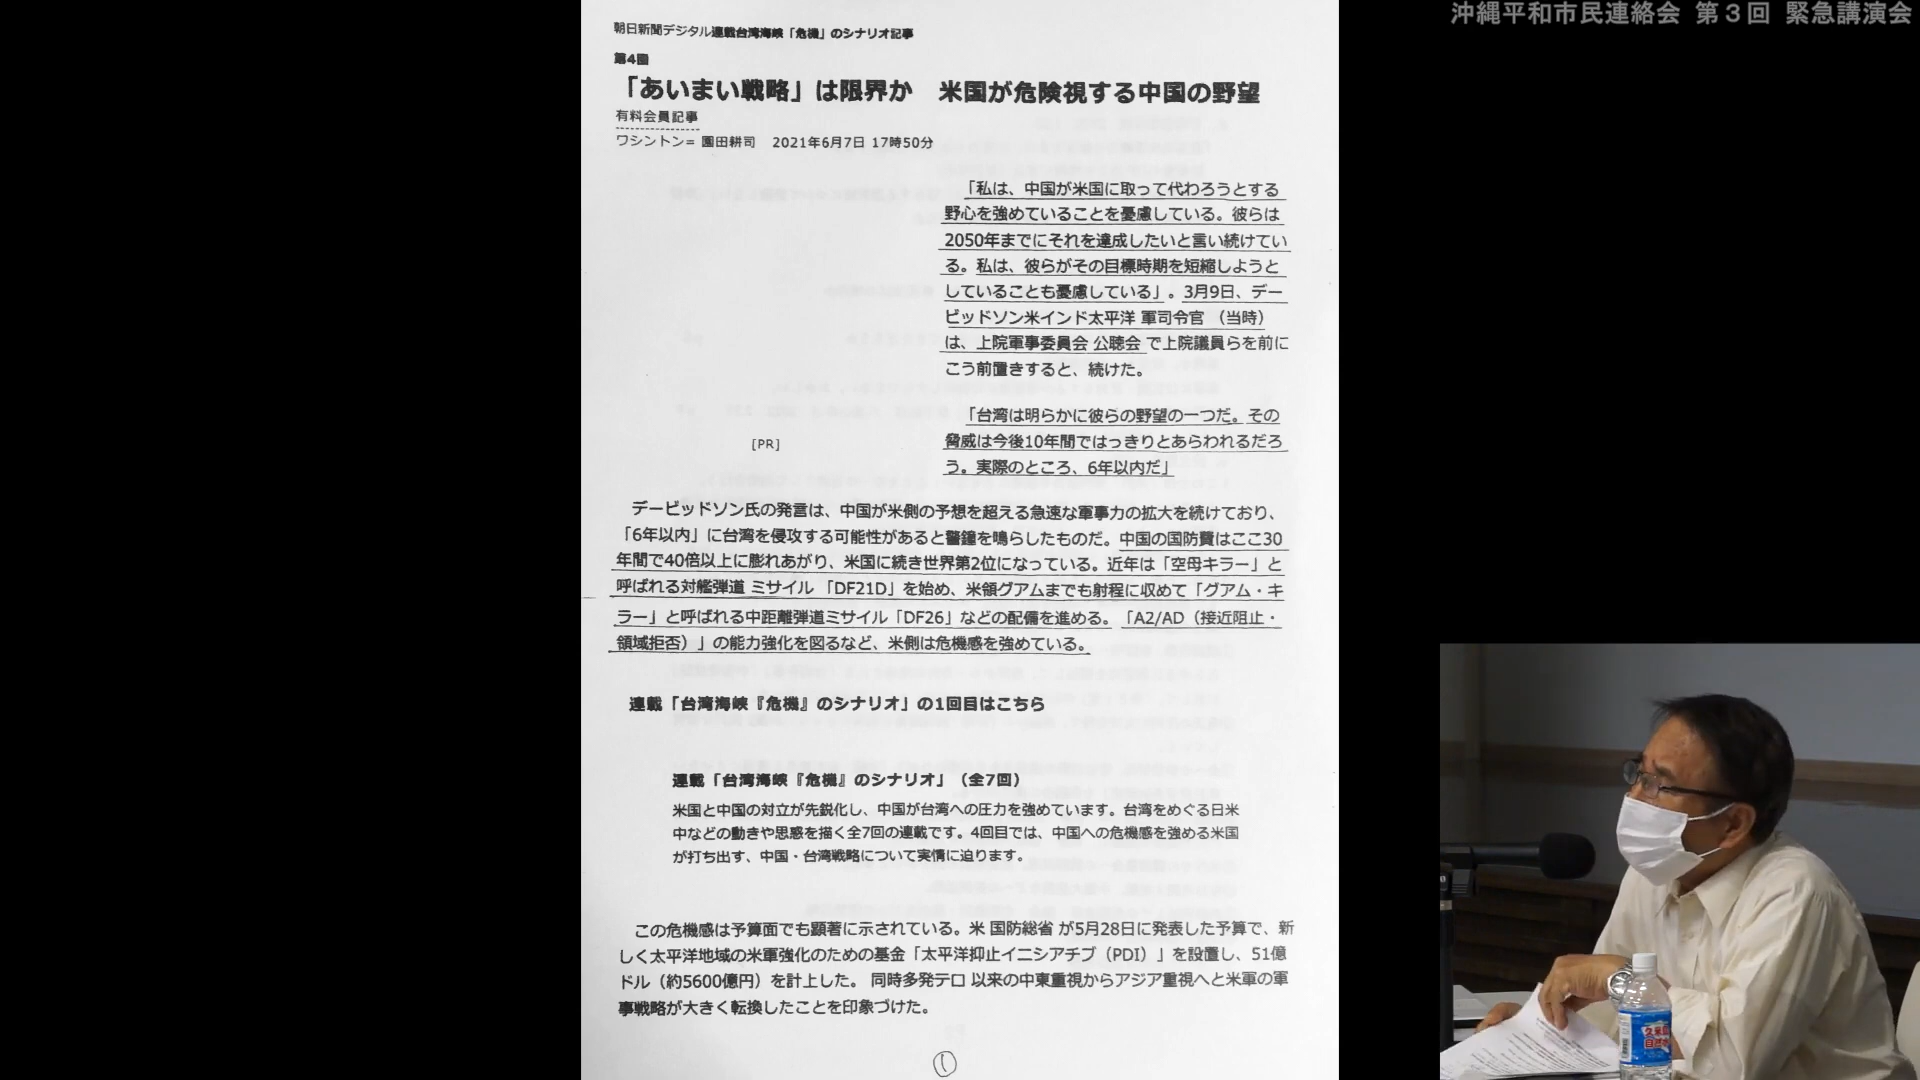 沖縄平和市民連絡会 第３回 緊急講演会
朝日新聞デジタル連載台湾海峡「危機」のシナリオ記事
第4回
「あいまい戦略」は限界か　米国が危険視する中国の野望
有料会員記事
ワシントン= 園田耕司　2021年6月7日 17時50分
「私は、中国が米国に取って代わろうとする
野心を強めていることを憂慮している。彼らは
2050年までにそれを達成したいと言い続けてい
る。私は、彼らがその目標時期を短縮しようと
していることも憂慮している」。3月9日、デー
ビッドソン米インド太平洋 軍司令官 （当時）
は、上院軍事委員会 公聴会 で上院議員らを前に
こう前置きすると、続けた。
「台湾は明らかに彼らの野望の一つだ。その
脅威は今後10年間ではっきりとあらわれるだろ
う。実際のところ、6年以内だ」
[PR]
デービッドソン氏の発言は、中国が米側の予想を超える急速な軍事力の拡大を続けており、
「6年以内」に台湾を侵攻する可能性があると警鐘を鳴らしたものだ。中国の国防費はここ30
年間で40倍以上に膨れあがり、米国に続き世界第2位になっている。近年は「空母キラー」と
呼ばれる対艦弾道 ミサイル 「DF21D」を始め、米領グアムまでも射程に収めて「グアム・キ
ラー」と呼ばれる中距離弾道ミサイル「DF26」などの配備を進める。「A2/AD（接近阻止・
領域拒否）」の能力強化を図るなど、米側は危機感を強めている。
連載「台湾海峡『危機』のシナリオ」の1回目はこちら
連載「台湾海峡『危機』のシナリオ」（全7回）
米国と中国の対立が先鋭化し、中国が台湾への圧力を強めています。台湾をめぐる日米
中などの動きや思惑を描く全7回の連載です。4回目では、中国への危機感を強める米国
が打ち出す、中国・台湾戦略について実情に迫ります。
この危機感は予算面でも顕著に示されている。米 国防総省 が5月28日に発表した予算で、新
しく太平洋地域の米軍強化のための基金「太平洋抑止イニシアチブ（PDI）」を設置し、51億
ドル（約5600億円）を計上した。 同時多発テロ 以来の中東重視からアジア重視へと米軍の軍
事戦略が大きく転換したことを印象づけた。
①